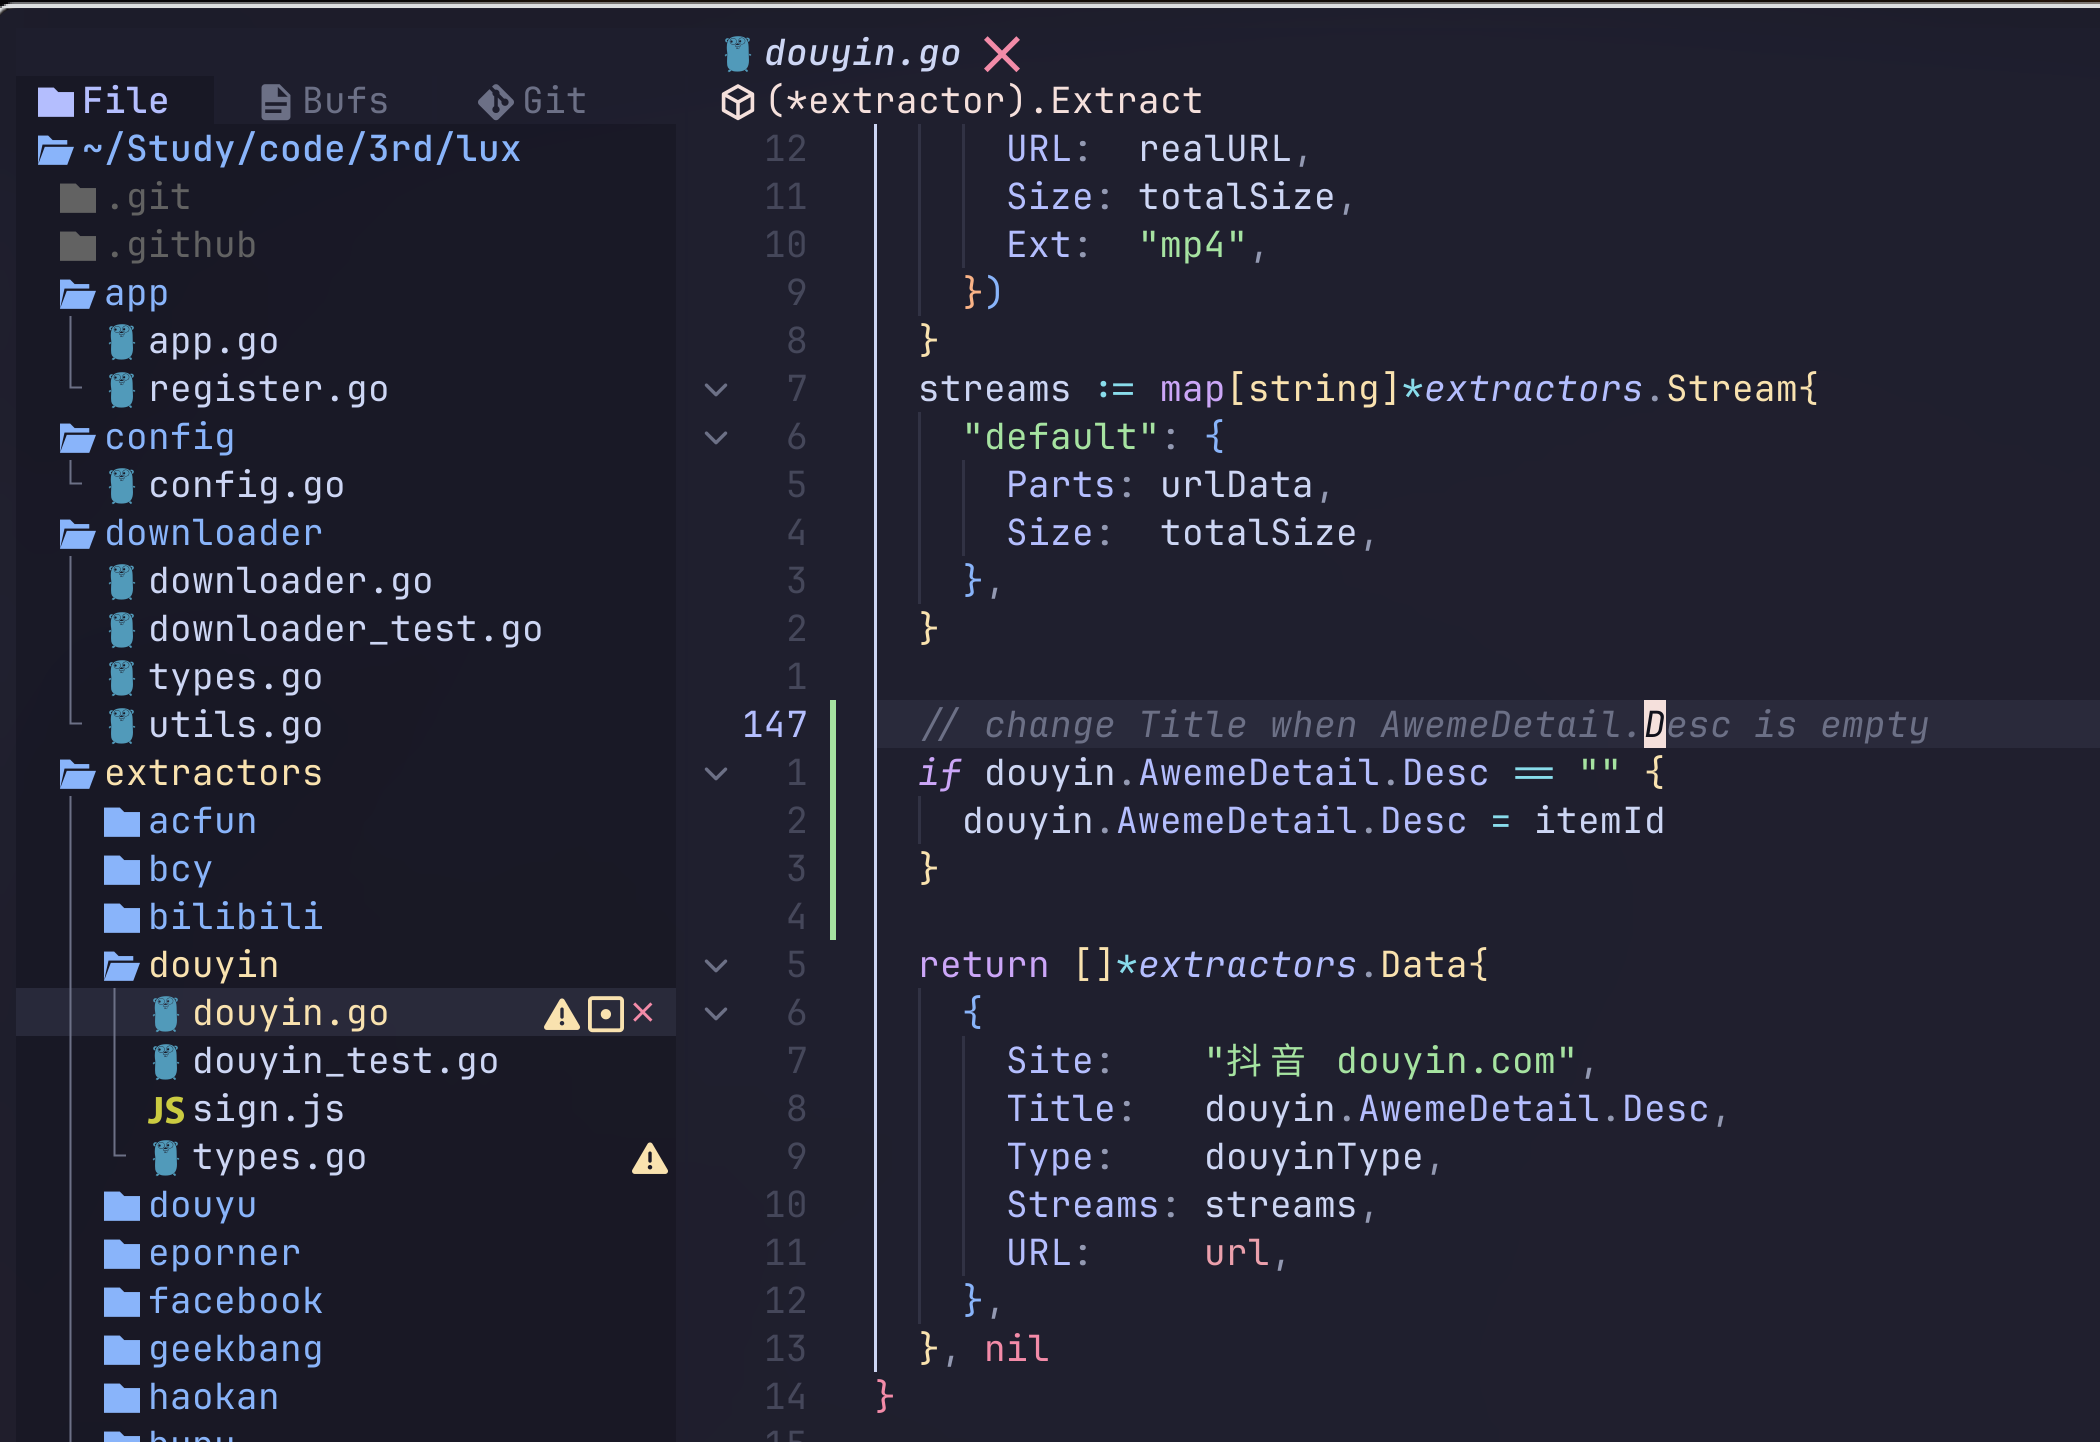 File Bufs Git
~/Study/code/3rd/lux
.git
.github
app
app.go
register.go
config
config.go
downloader
downloader.go
downloader_test.go
types.go
utils.go
extractors
acfun
bcy
bilibili
douyin
douyin.go
douyin_test.go
JS sign.js
types.go
douyu
eporner
facebook
geekbang
haokan
douyin.go
(*extractor).Extract
12 URL: realURL,
11 Size: totalSize,
10 Ext: "mp4",
9 })
8 }
7 streams := map[string]*extractors.Stream{
6 "default": {
5 Parts: urlData,
4 Size: totalSize,
3 },
2 }
1
147 // change Title when AwemeDetail.Desc is empty
1 if douyin.AwemeDetail.Desc == "" {
2 douyin.AwemeDetail.Desc = itemId
3 }
4
5 return []*extractors.Data{
6 {
7 Site: "抖音 douyin.com",
8 Title: douyin.AwemeDetail.Desc,
9 Type: douyinType,
10 Streams: streams,
11 URL: url,
12 },
13 }, nil
14 }
15